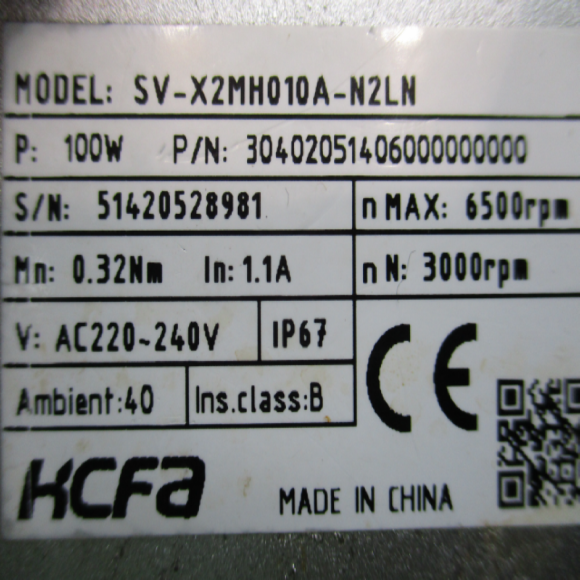 MODEL: SV-X2MH010A-N2LN
P: 100W P/N: 30402051406000000000
S/N: 51420528981 n MAX: 6500rpm
Mn: 0.32Nm In: 1.1A n N: 3000rpm
V: AC220~240V IP67
CE
Ambient:40 Ins.class:B
KCFA
MADE IN CHINA